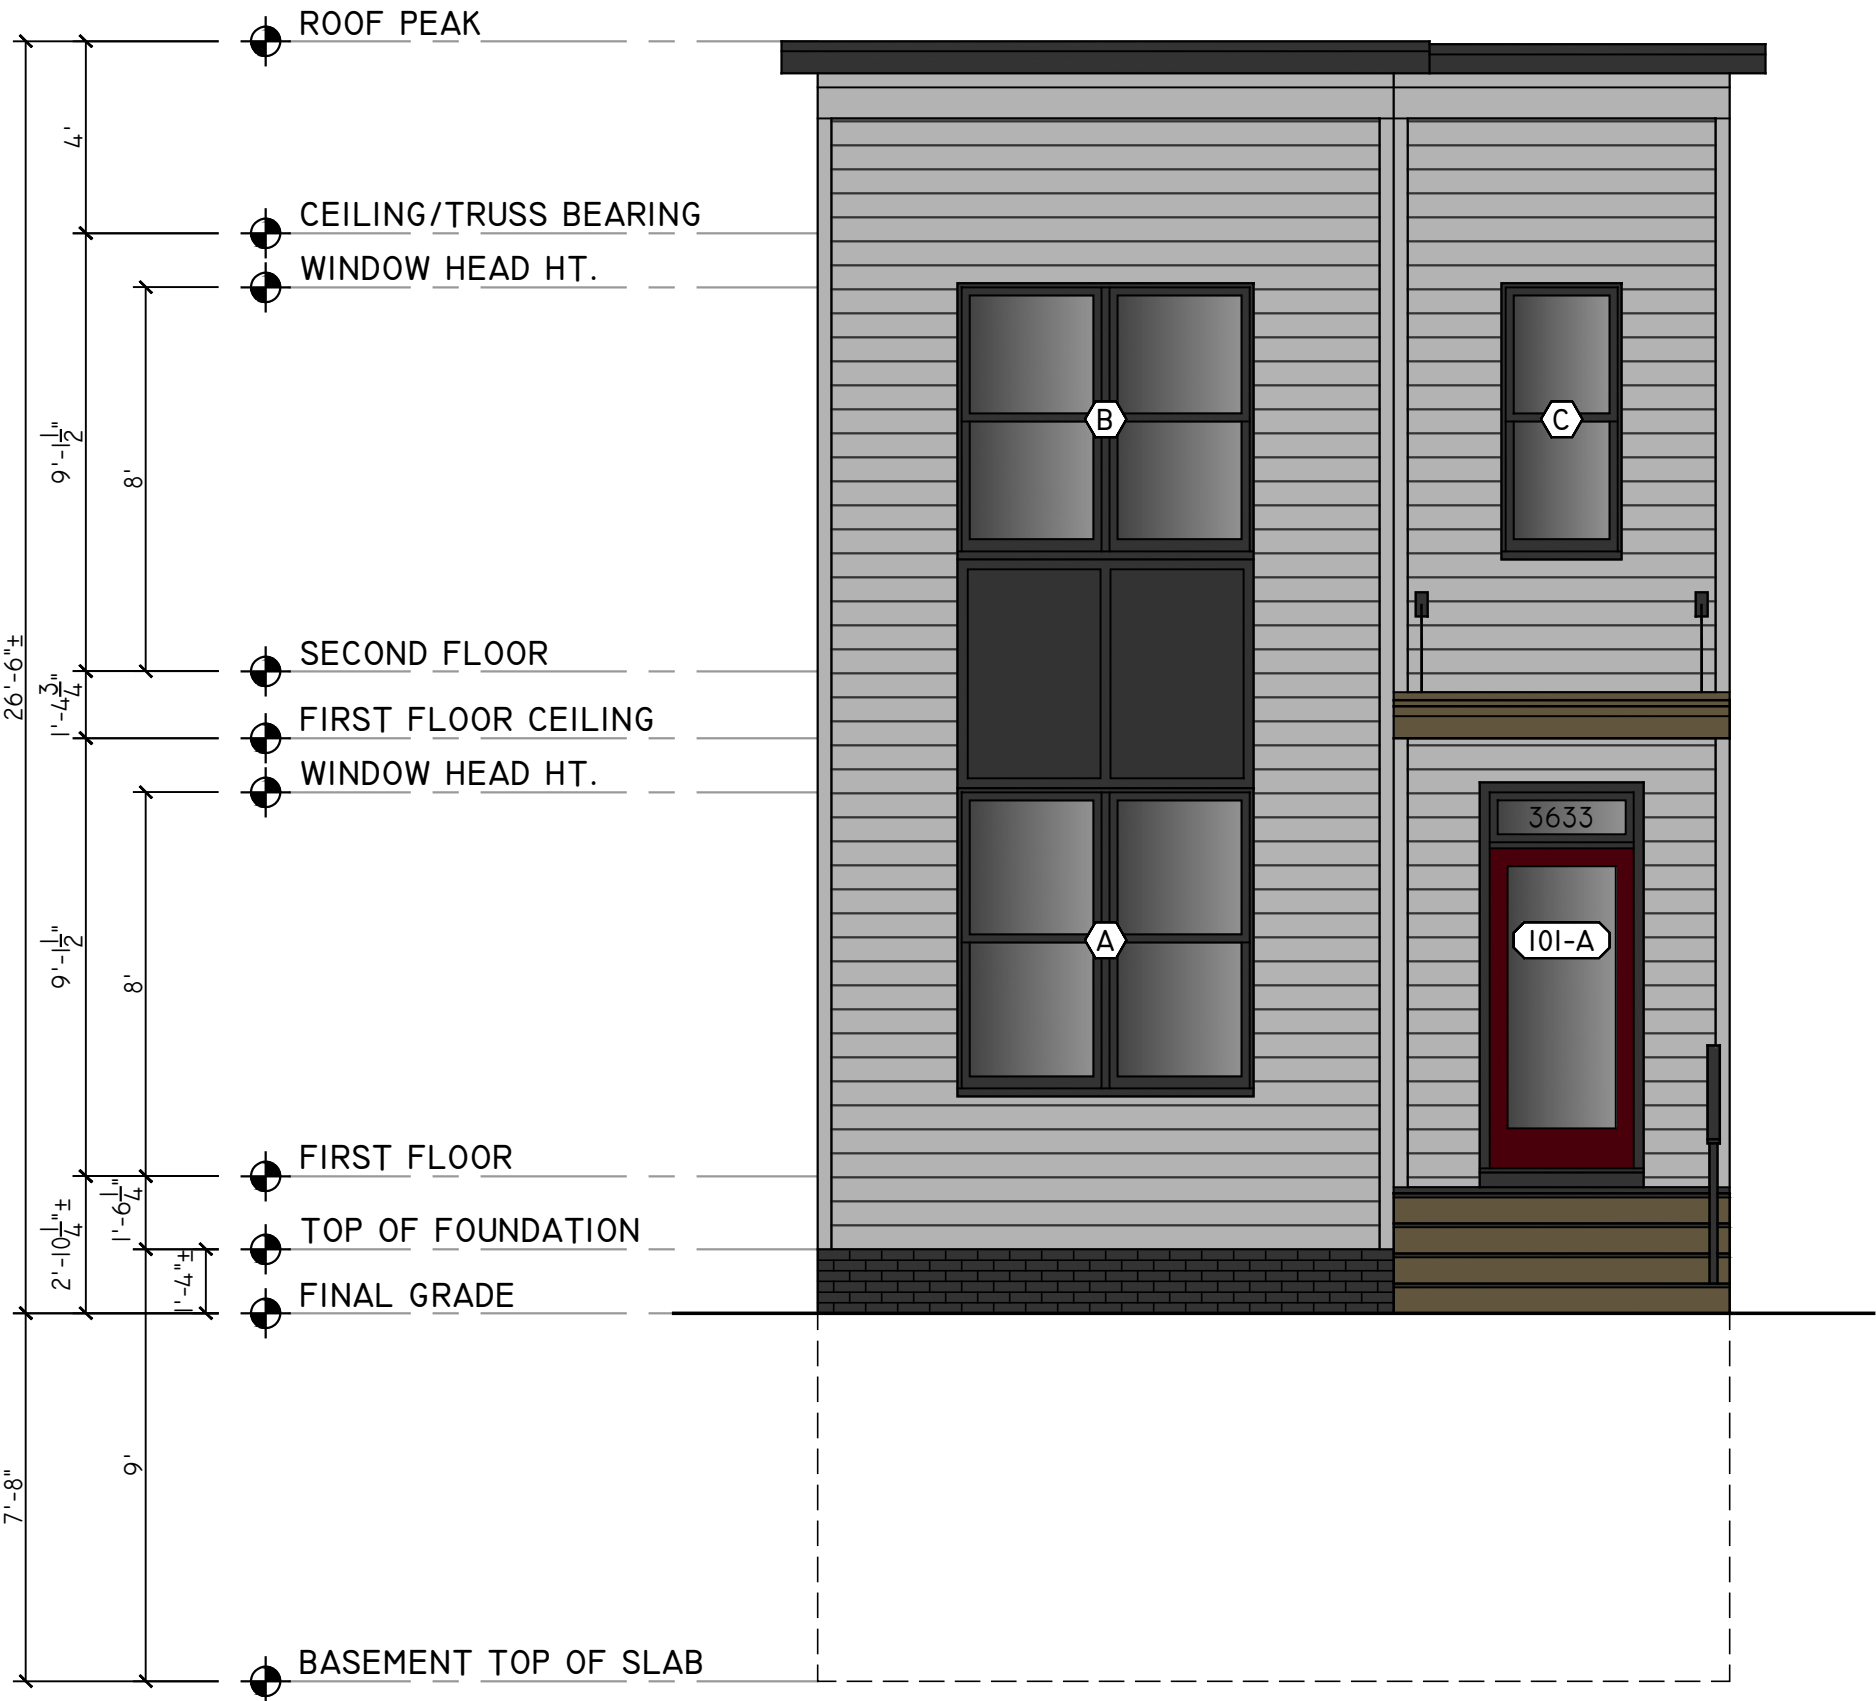 ROOF PEAK
4'
CEILING/TRUSS BEARING
WINDOW HEAD HT.
9'-1 1/2"
8'
B
C
SECOND FLOOR
26'-6"±
1'-4 3/4"
FIRST FLOOR CEILING
WINDOW HEAD HT.
3633
9'-1 1/2"
8'
A
101-A
FIRST FLOOR
1'-6 1/4"
2'-10 1/4"±
TOP OF FOUNDATION
1'-4"±
FINAL GRADE
9'
7'-8"
BASEMENT TOP OF SLAB